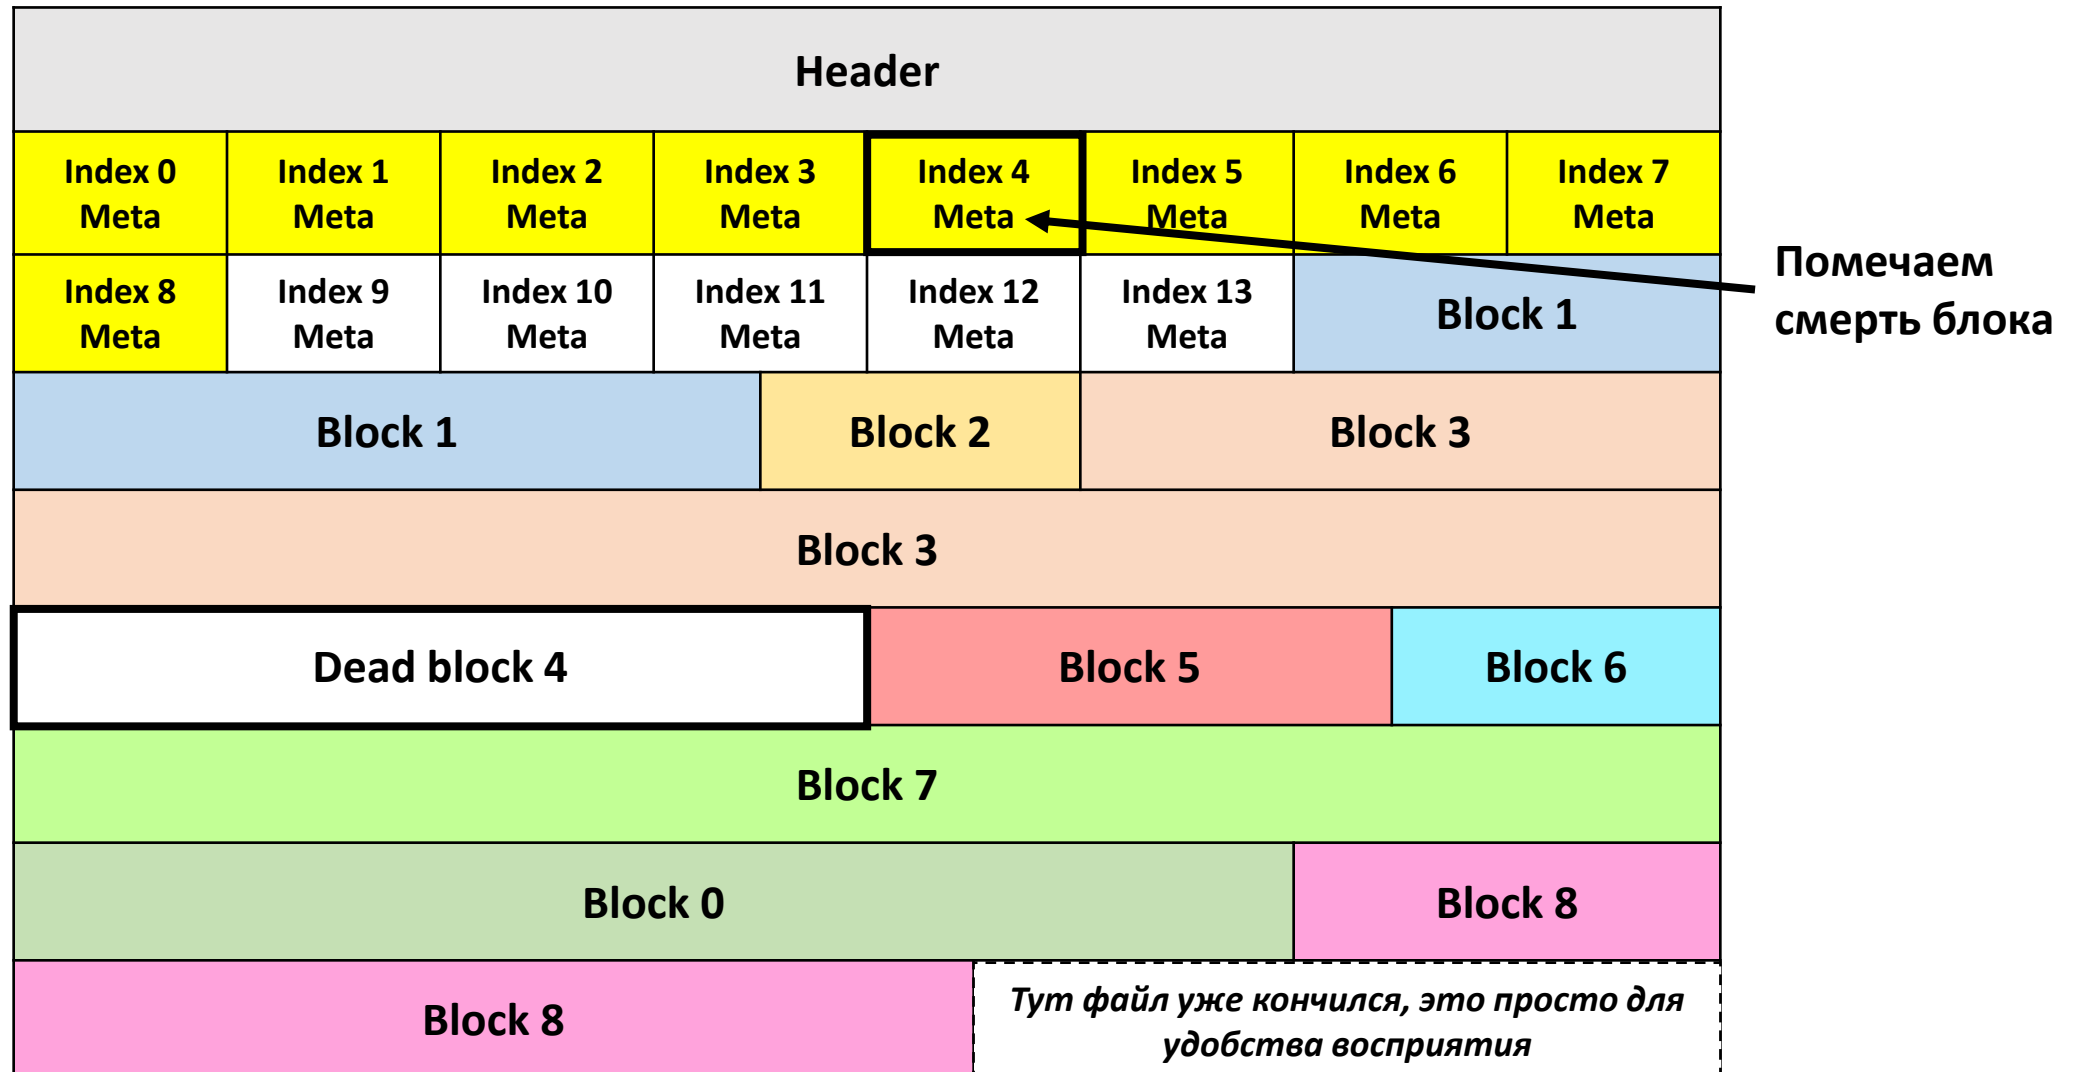 Header
Index 0
Meta
Index 1
Meta
Index 2
Meta
Index 3
Meta
Index 4
Meta
Index 5
Meta
Index 6
Meta
Index 7
Meta
Помечаем
смерть блока
Index 8
Meta
Index 9
Meta
Index 10
Meta
Index 11
Meta
Index 12
Meta
Index 13
Meta
Block 1
Block 1
Block 2
Block 3
Block 3
Dead block 4
Block 5
Block 6
Block 7
Block 0
Block 8
Block 8
Тут файл уже кончился, это просто для
удобства восприятия